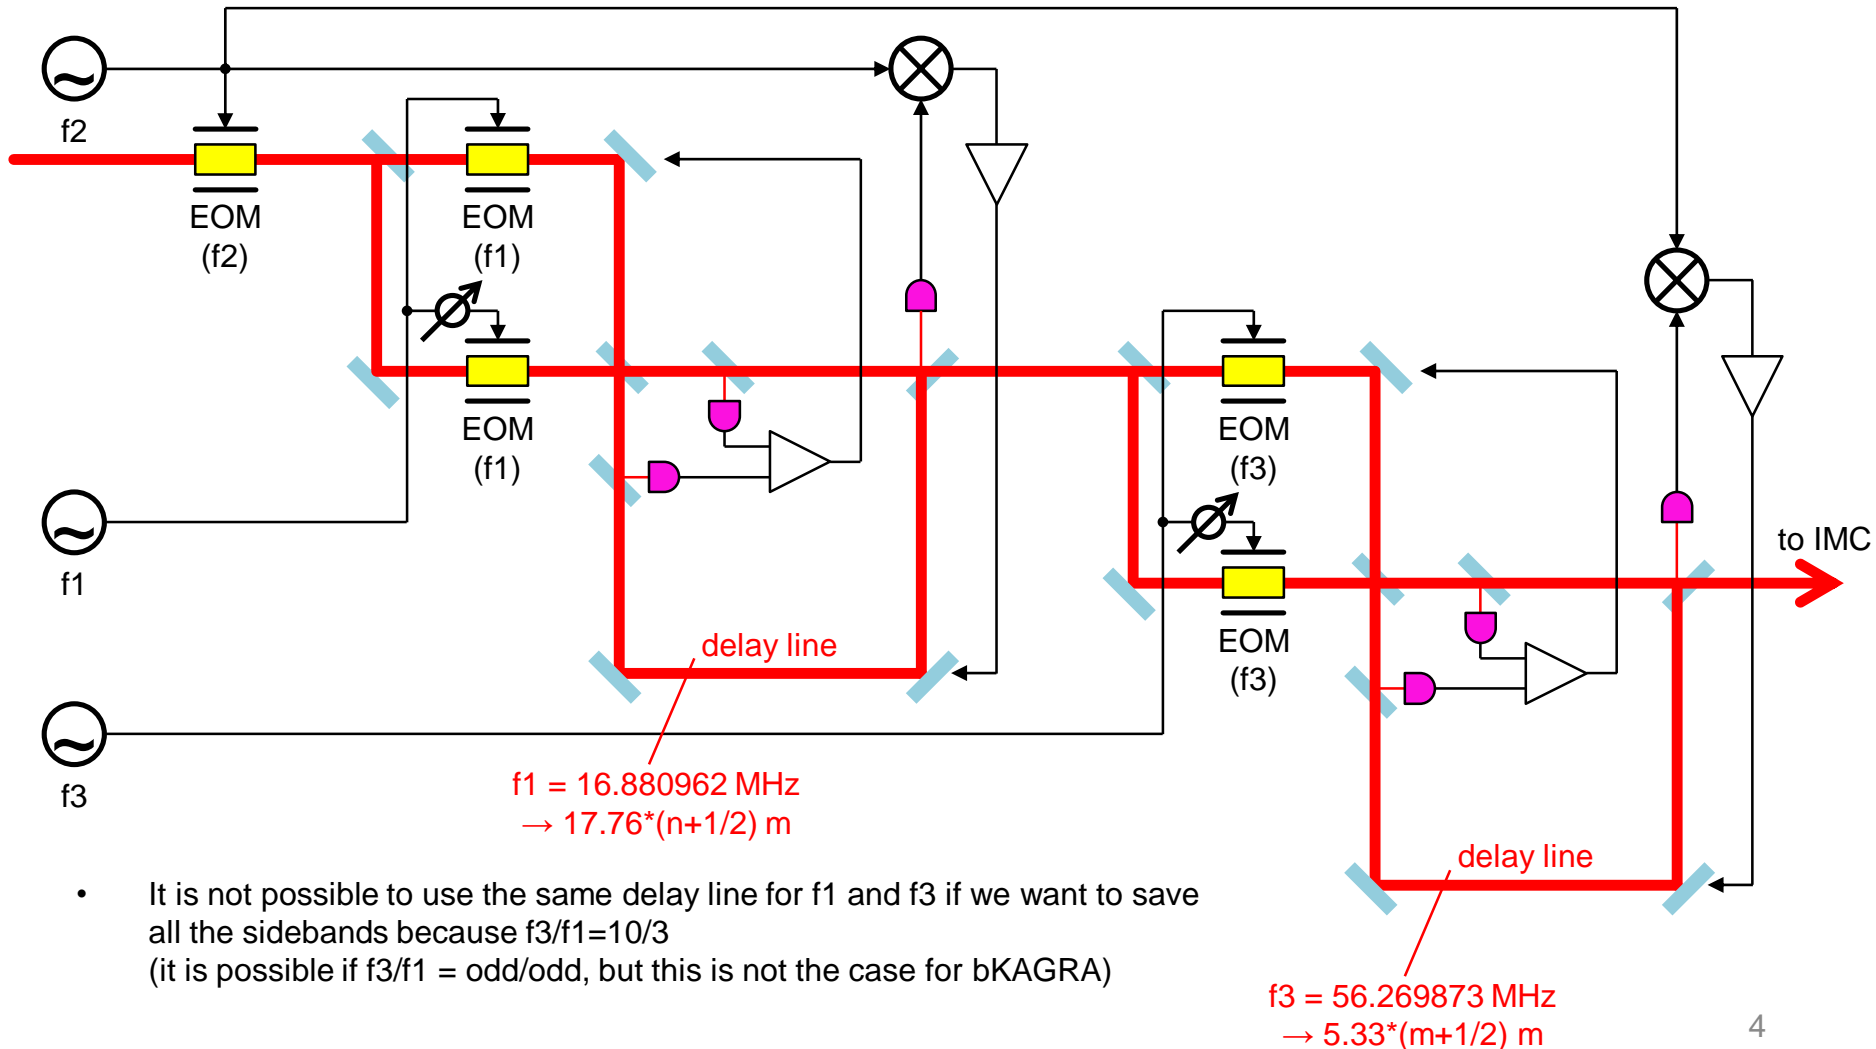 f2
EOM
(f2)
EOM
(f1)
EOM
(f1)
f1
f3
delay line
f1 = 16.880962 MHz
→ 17.76*(n+1/2) m
EOM
(f3)
EOM
(f3)
to IMC
delay line
f3 = 56.269873 MHz
→ 5.33*(m+1/2) m
• It is not possible to use the same delay line for f1 and f3 if we want to save
all the sidebands because f3/f1=10/3
(it is possible if f3/f1 = odd/odd, but this is not the case for bKAGRA)
4